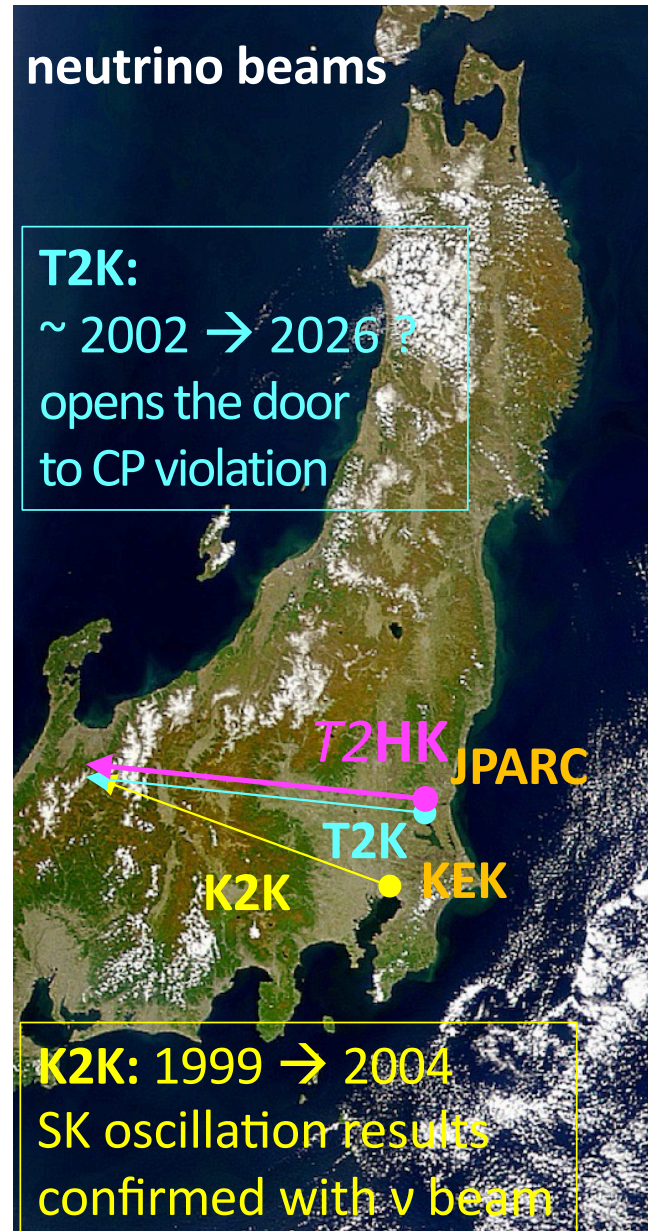 neutrino beams
T2K:
~ 2002 → 2026 ?
opens the door
to CP violation
T2HK
JPARC
T2K
K2K
KEK
K2K: 1999 → 2004
SK oscillation results
confirmed with ν beam